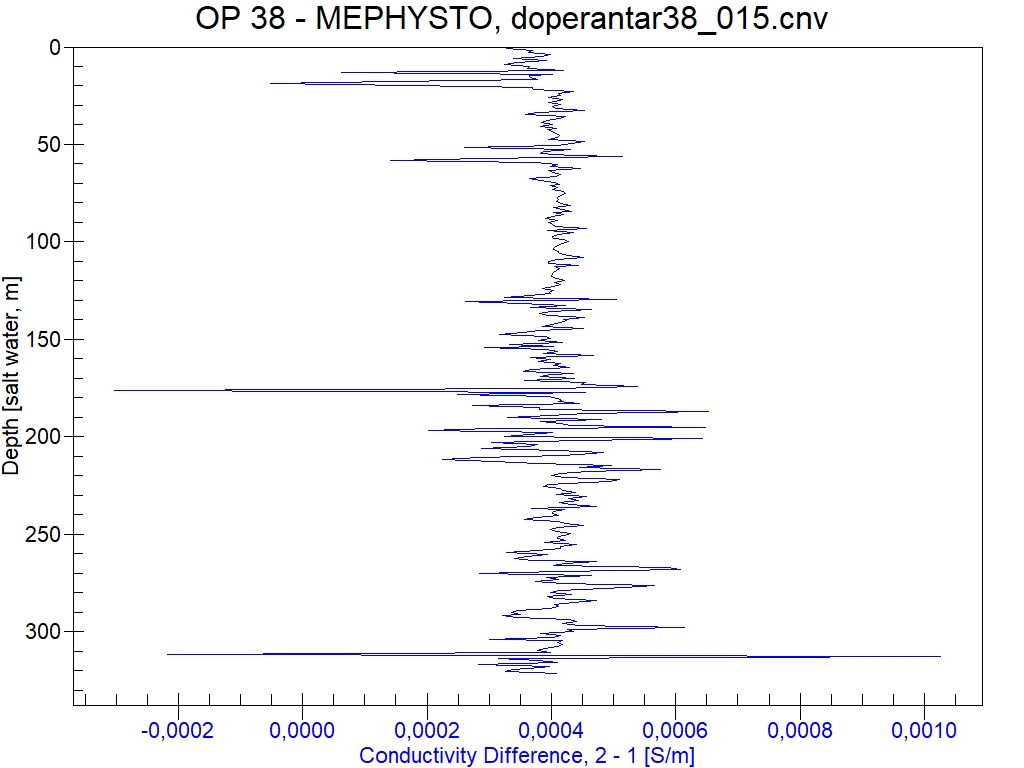 OP 38 - MEPHYSTO, doperantar38_015.cnv
0
50
100
150
200
250
300
Depth [salt water, m]
-0,0002 0,0000 0,0002 0,0004 0,0006 0,0008 0,0010
Conductivity Difference, 2 - 1 [S/m]